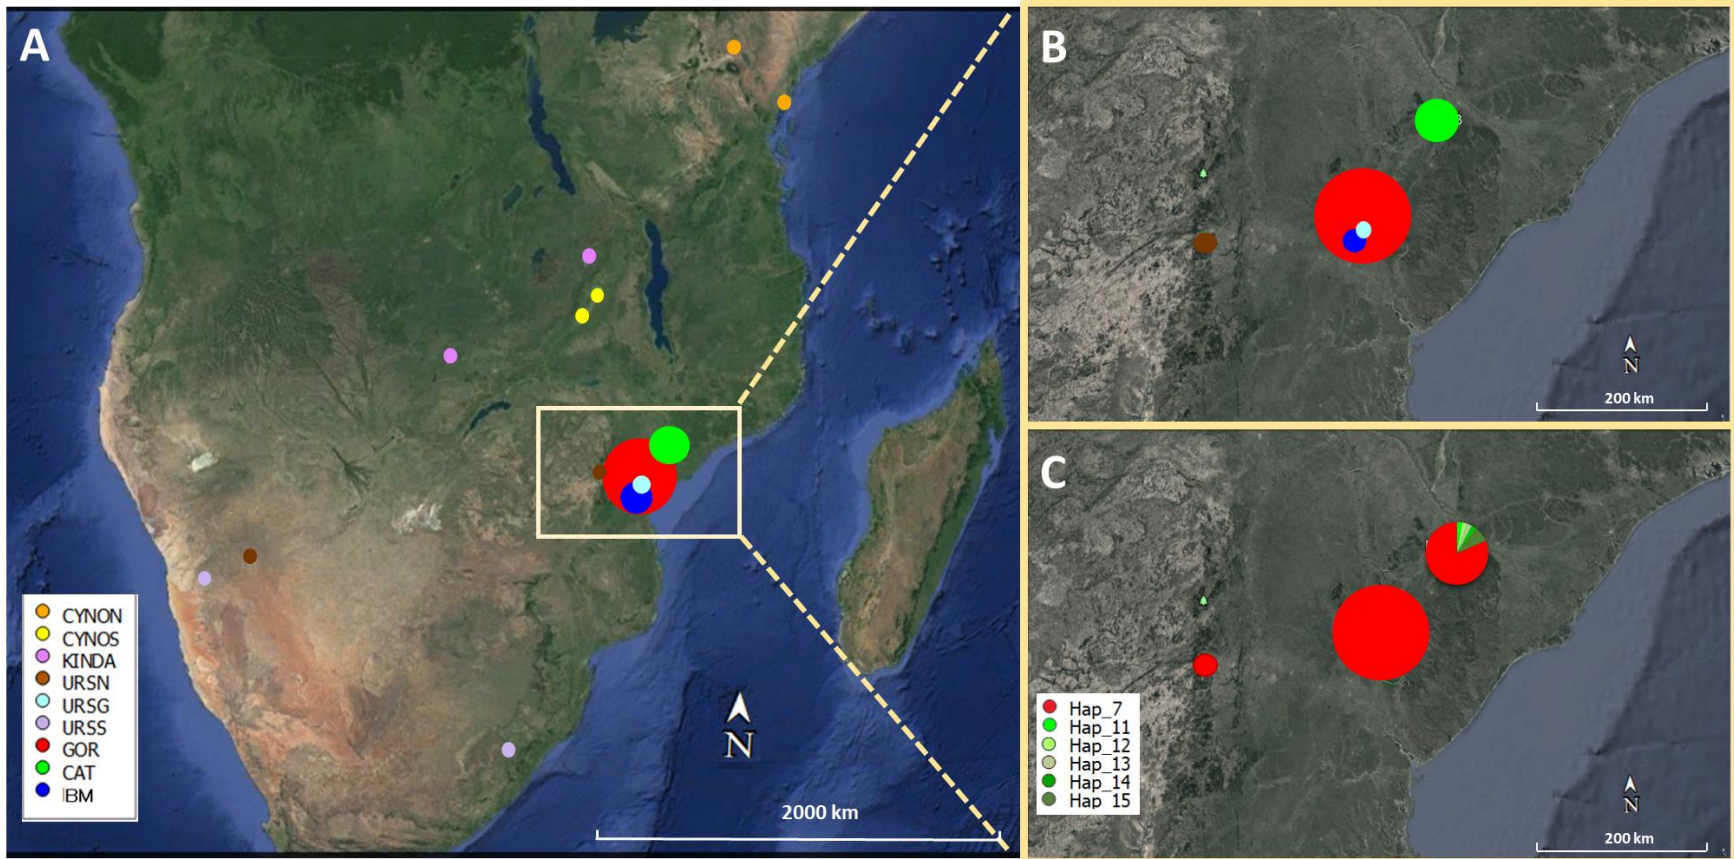 A
CYNON
CYNOS
KINDA
URSN
URSG
URSS
GOR
CAT
IBM
N
2000 km
B
3
N
200 km
C
Hap_7
Hap_11
Hap_12
Hap_13
Hap_14
Hap_15
N
200 km